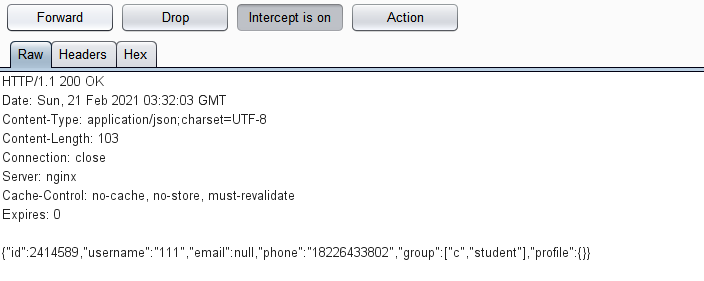 Forward Drop Intercept is on Action
Raw Headers Hex
HTTP/1.1 200 OK
Date: Sun, 21 Feb 2021 03:32:03 GMT
Content-Type: application/json;charset=UTF-8
Content-Length: 103
Connection: close
Server: nginx
Cache-Control: no-cache, no-store, must-revalidate
Expires: 0
{"id":2414589,"username":"111","email":null,"phone":"18226433802","group":["c","student"],"profile":{}}